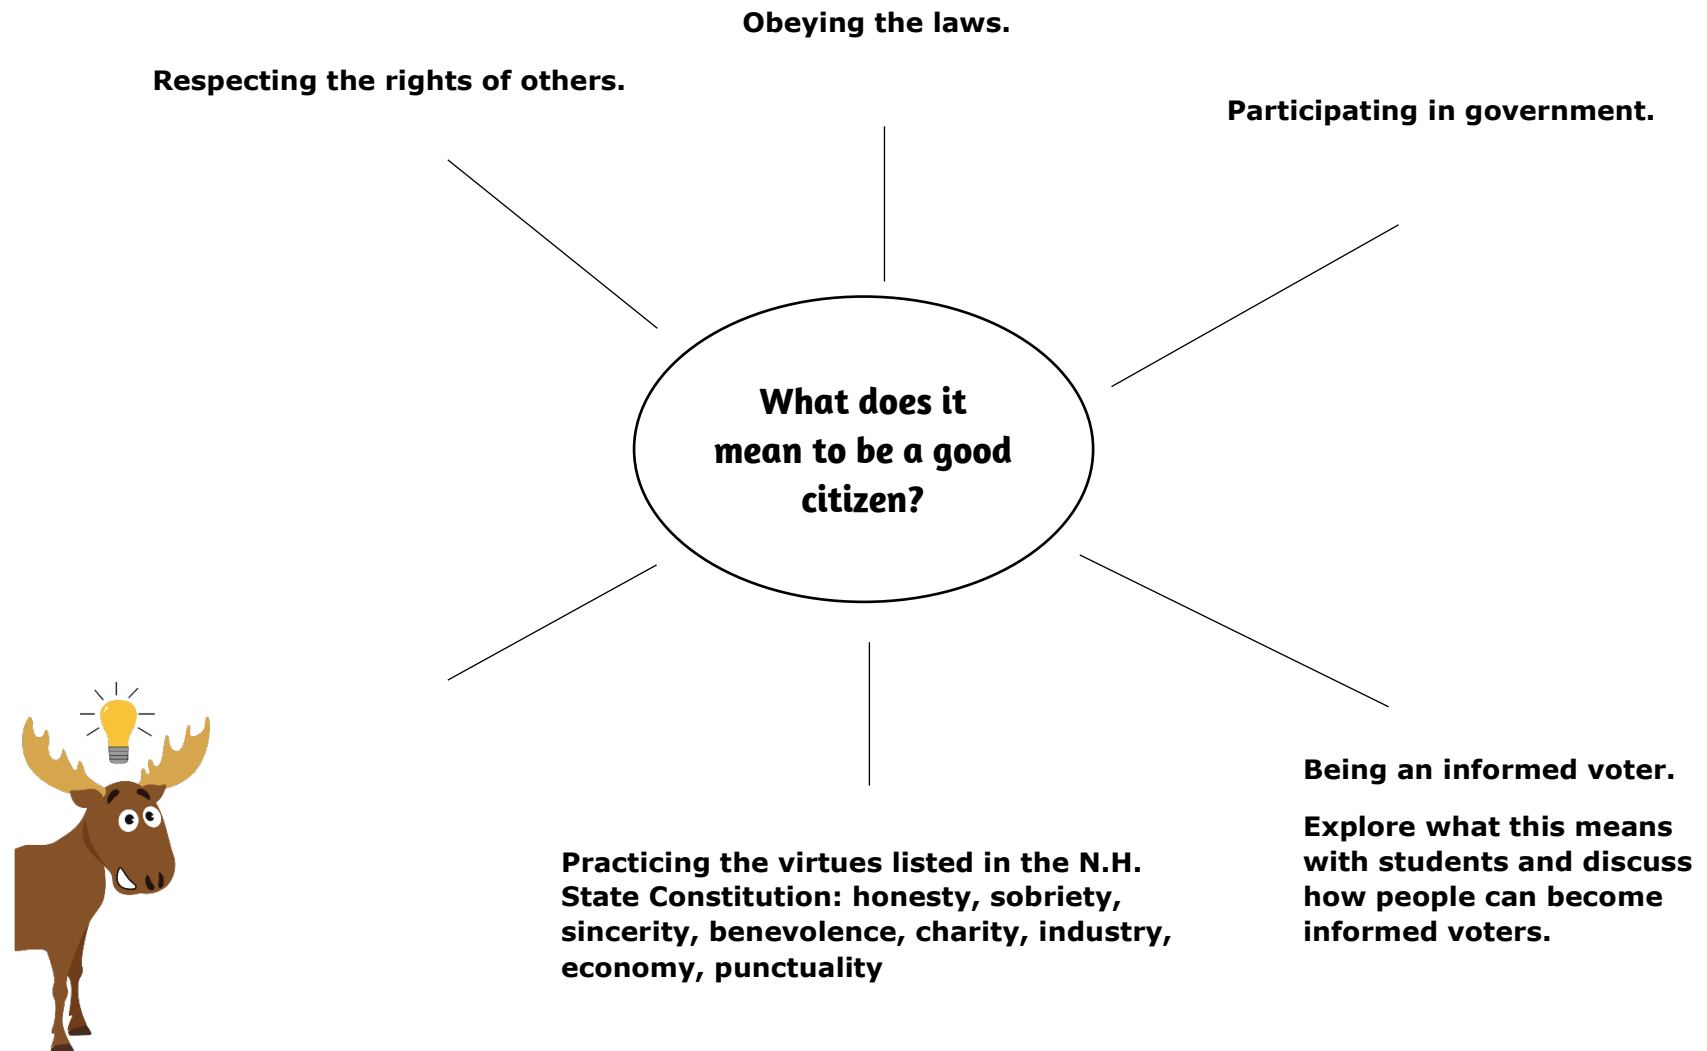 Obeying the laws.
Respecting the rights of others.
Participating in government.
What does it
mean to be a good
citizen?
Being an informed voter.
Explore what this means
with students and discuss
how people can become
informed voters.
Practicing the virtues listed in the N.H.
State Constitution: honesty, sobriety,
sincerity, benevolence, charity, industry,
economy, punctuality